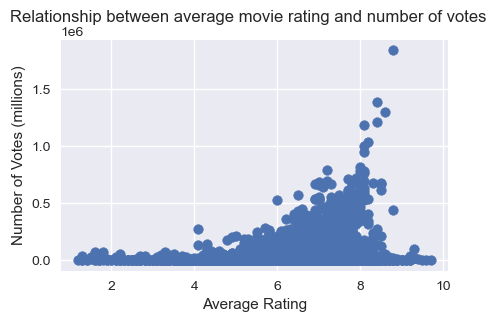 Relationship between average movie rating and number of votes
1e6
1.5
1.0
0.5
0.0
Number of Votes (millions)
2
4
6
8
10
Average Rating